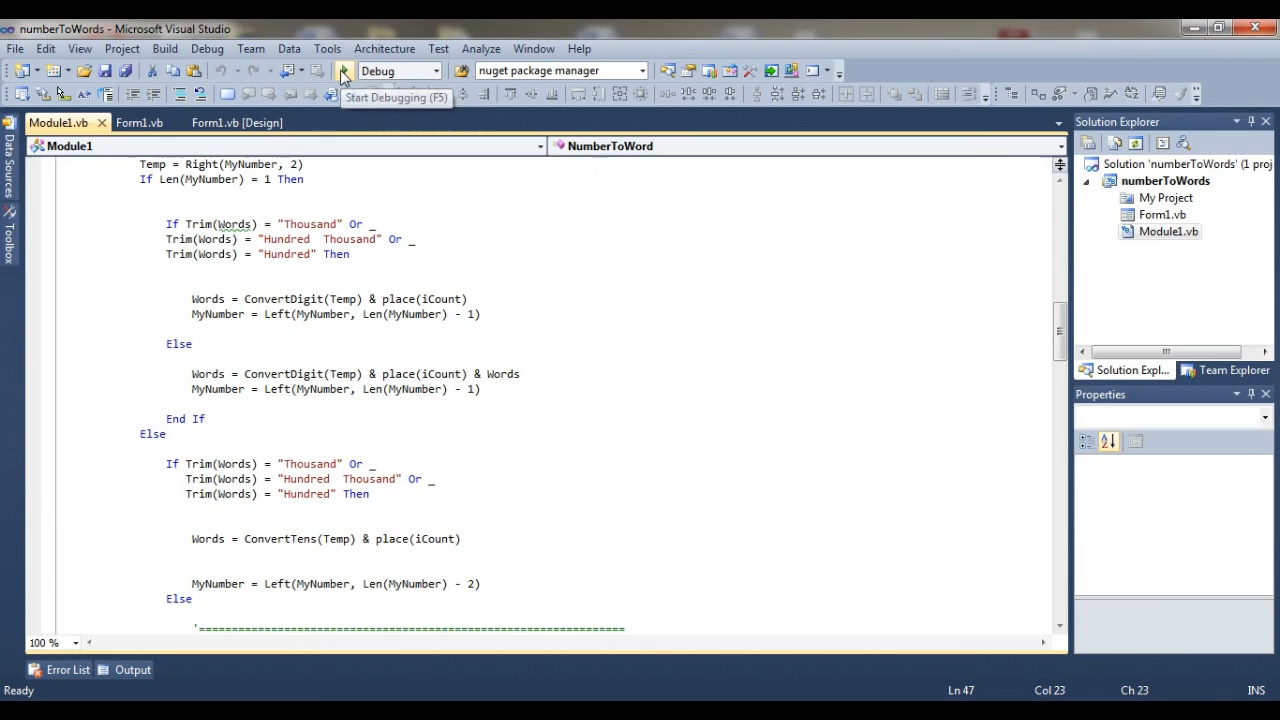 numberToWords - Microsoft Visual Studio
File Edit View Project Build Debug Team Data Tools Architecture Test Analyze Window Help
Debug nuget package manager
Start Debugging (F5)
Module1.vb Form1.vb Form1.vb [Design]
Module1 NumberToWord
Data Sources
Toolbox
Temp = Right(MyNumber, 2)
If Len(MyNumber) = 1 Then
If Trim(Words) = "Thousand" Or _
Trim(Words) = "Hundred  Thousand" Or _
Trim(Words) = "Hundred" Then
Words = ConvertDigit(Temp) & place(iCount)
MyNumber = Left(MyNumber, Len(MyNumber) - 1)
Else
Words = ConvertDigit(Temp) & place(iCount) & Words
MyNumber = Left(MyNumber, Len(MyNumber) - 1)
End If
Else
If Trim(Words) = "Thousand" Or _
Trim(Words) = "Hundred  Thousand" Or _
Trim(Words) = "Hundred" Then
Words = ConvertTens(Temp) & place(iCount)
MyNumber = Left(MyNumber, Len(MyNumber) - 2)
Else
'==================================================================
100 %
Solution Explorer
Solution 'numberToWords' (1 proj
numberToWords
My Project
Form1.vb
Module1.vb
Solution Expl... Team Explorer
Properties
Error List Output
Ready Ln 47 Col 23 Ch 23 INS